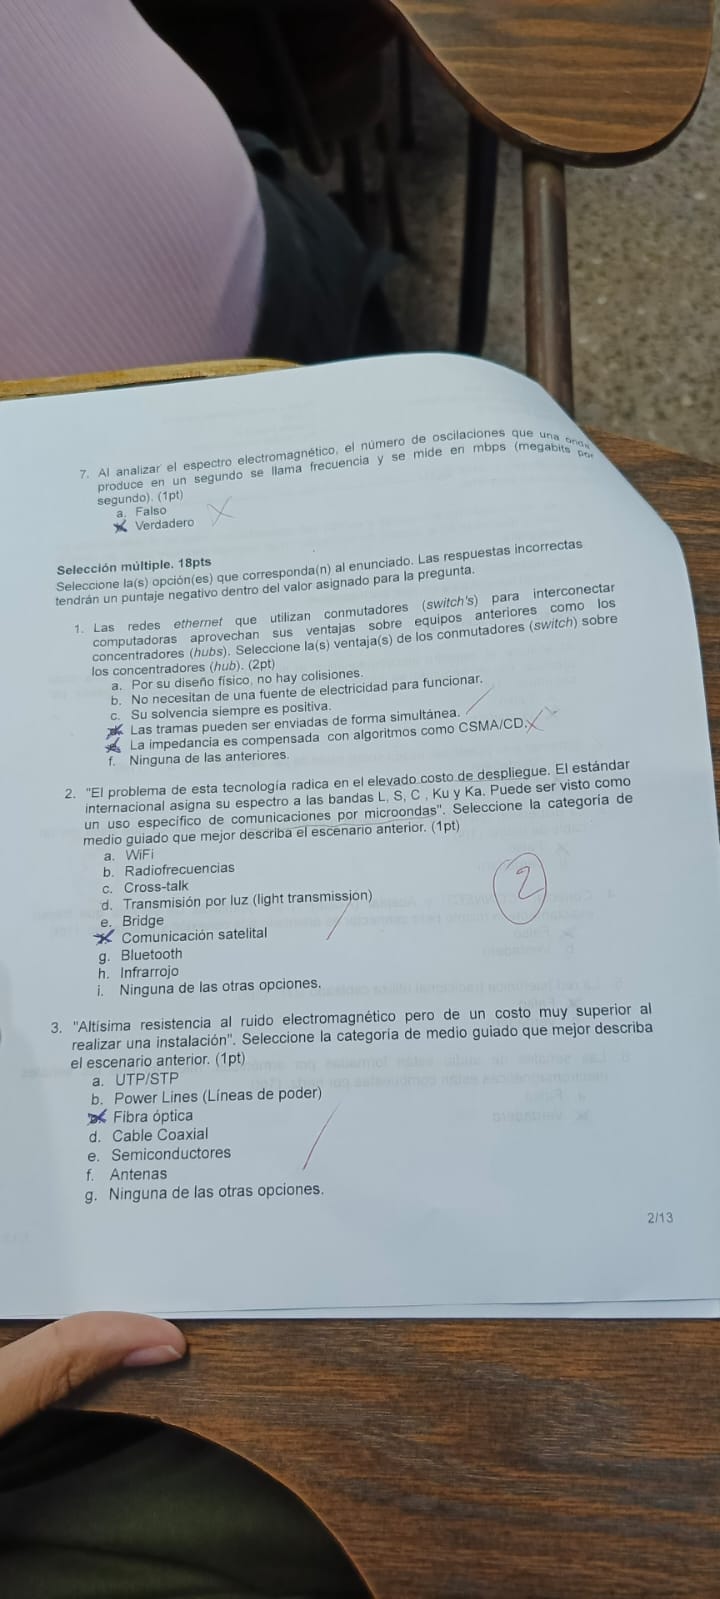 7. Al analizar el espectro electromagnético, el número de oscilaciones que una onda
produce en un segundo se llama frecuencia y se mide en mbps (megabits por
segundo). (1pt)
a. Falso
Verdadero
Selección múltiple. 18pts
Seleccione la(s) opción(es) que corresponda(n) al enunciado. Las respuestas incorrectas
tendrán un puntaje negativo dentro del valor asignado para la pregunta.
1. Las redes ethernet que utilizan conmutadores (switch's) para interconectar
computadoras aprovechan sus ventajas sobre equipos anteriores como los
concentradores (hubs). Seleccione la(s) ventaja(s) de los conmutadores (switch) sobre
los concentradores (hub). (2pt)
a. Por su diseño físico, no hay colisiones.
b. No necesitan de una fuente de electricidad para funcionar.
c. Su solvencia siempre es positiva.
Las tramas pueden ser enviadas de forma simultánea.
La impedancia es compensada con algoritmos como CSMA/CD.
f. Ninguna de las anteriores.
2. "El problema de esta tecnología radica en el elevado costo de despliegue. El estándar
internacional asigna su espectro a las bandas L, S, C , Ku y Ka. Puede ser visto como
un uso específico de comunicaciones por microondas". Seleccione la categoría de
medio guiado que mejor describa el escenario anterior. (1pt)
a. WiFi
b. Radiofrecuencias
c. Cross-talk
d. Transmisión por luz (light transmission)
e. Bridge
Comunicación satelital
g. Bluetooth
h. Infrarrojo
i. Ninguna de las otras opciones.
2
3. "Altísima resistencia al ruido electromagnético pero de un costo muy superior al
realizar una instalación". Seleccione la categoría de medio guiado que mejor describa
el escenario anterior. (1pt)
a. UTP/STP
b. Power Lines (Líneas de poder)
Fibra óptica
d. Cable Coaxial
e. Semiconductores
f. Antenas
g. Ninguna de las otras opciones.
2/13